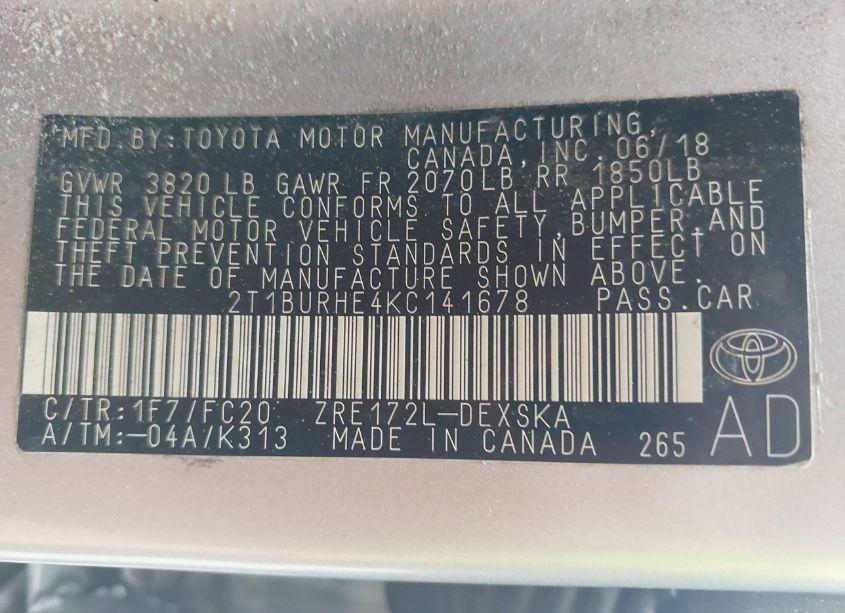 MFD.BY:TOYOTA MOTOR MANUFACTURING,
CANADA,INC. 06/18
GVWR 3820 LB GAWR FR 2070LB RR 1850LB
THIS VEHICLE CONFORMS TO ALL APPLICABLE
FEDERAL MOTOR VEHICLE SAFETY,BUMPER,AND
THEFT PREVENTION STANDARDS IN EFFECT ON
THE DATE OF MANUFACTURE SHOWN ABOVE.
2T1BURHE4KC141678 PASS.CAR
C/TR:1F7/FC20 ZRE172L-DEXSKA
A/TM:-04A/K313 MADE IN CANADA 265 AD